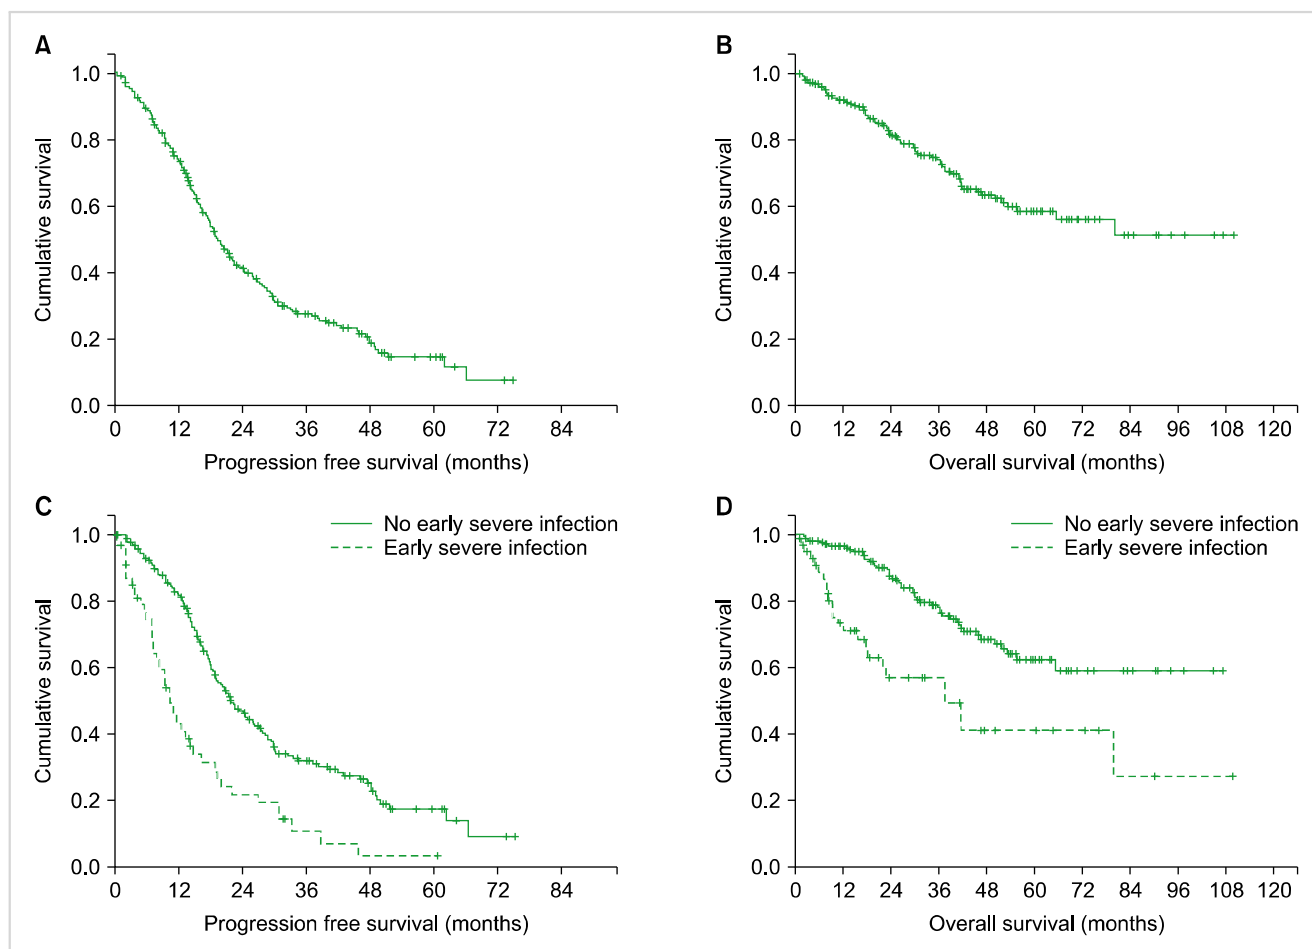 A
1.0
0.8
0.6
0.4
0.2
0.0
Cumulative survival
0 12 24 36 48 60 72 84
Progression free survival (months)
B
1.0
0.8
0.6
0.4
0.2
0.0
Cumulative survival
0 12 24 36 48 60 72 84 96 108 120
Overall survival (months)
C
No early severe infection
Early severe infection
1.0
0.8
0.6
0.4
0.2
0.0
Cumulative survival
0 12 24 36 48 60 72 84
Progression free survival (months)
D
No early severe infection
Early severe infection
1.0
0.8
0.6
0.4
0.2
0.0
Cumulative survival
0 12 24 36 48 60 72 84 96 108 120
Overall survival (months)